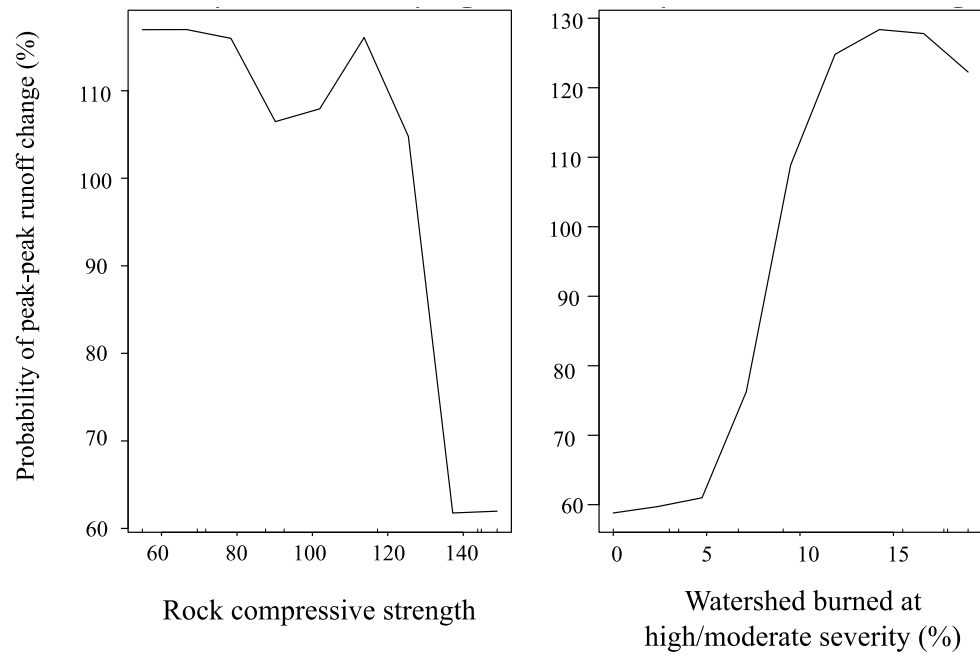 Probability of peak-peak runoff change (%)
110
100
90
80
70
60
60 80 100 120 140
Rock compressive strength
130
120
110
100
90
80
70
60
0 5 10 15
Watershed burned at
high/moderate severity (%)